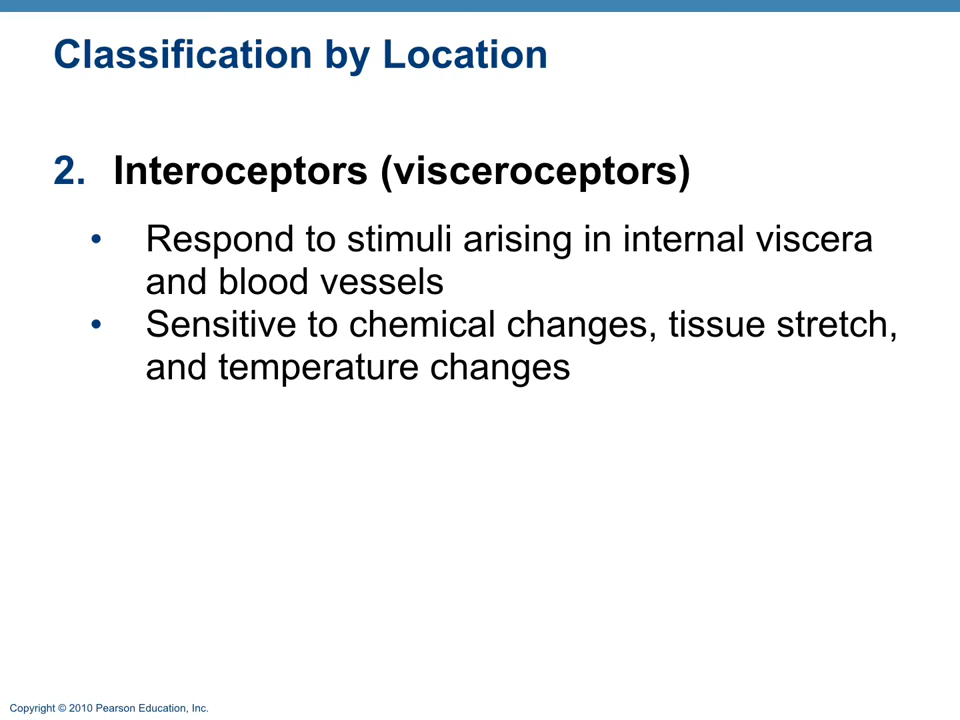 Classification by Location
2. Interoceptors (visceroceptors)
• Respond to stimuli arising in internal viscera
and blood vessels
• Sensitive to chemical changes, tissue stretch,
and temperature changes
Copyright © 2010 Pearson Education, Inc.